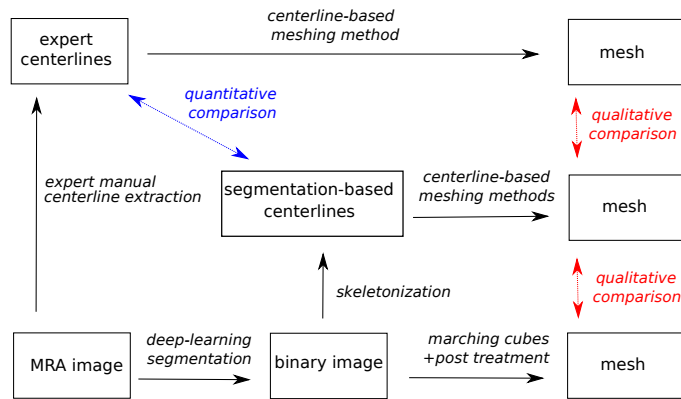 centerline-based
meshing method
expert
centerlines
mesh
quantitative
comparison
qualitative
comparison
expert manual
centerline extraction
segmentation-based
centerlines
centerline-based
meshing methods
mesh
skeletonization
qualitative
comparison
MRA image
deep-learning
segmentation
binary image
marching cubes
+post treatment
mesh